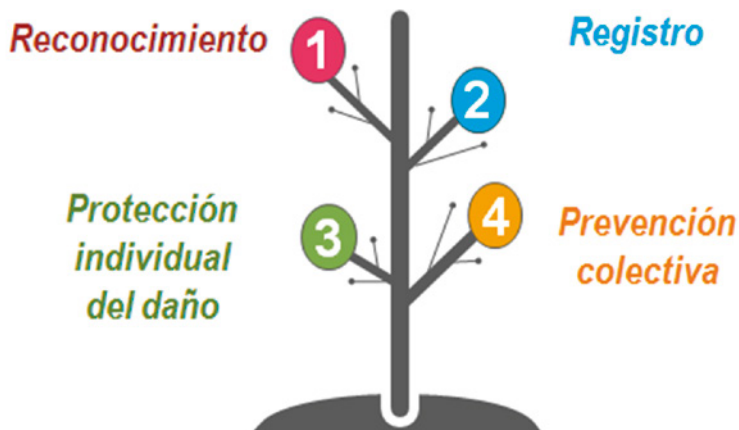 Reconocimiento
1
Registro
2
Protección
individual
del daño
3
4
Prevención
colectiva